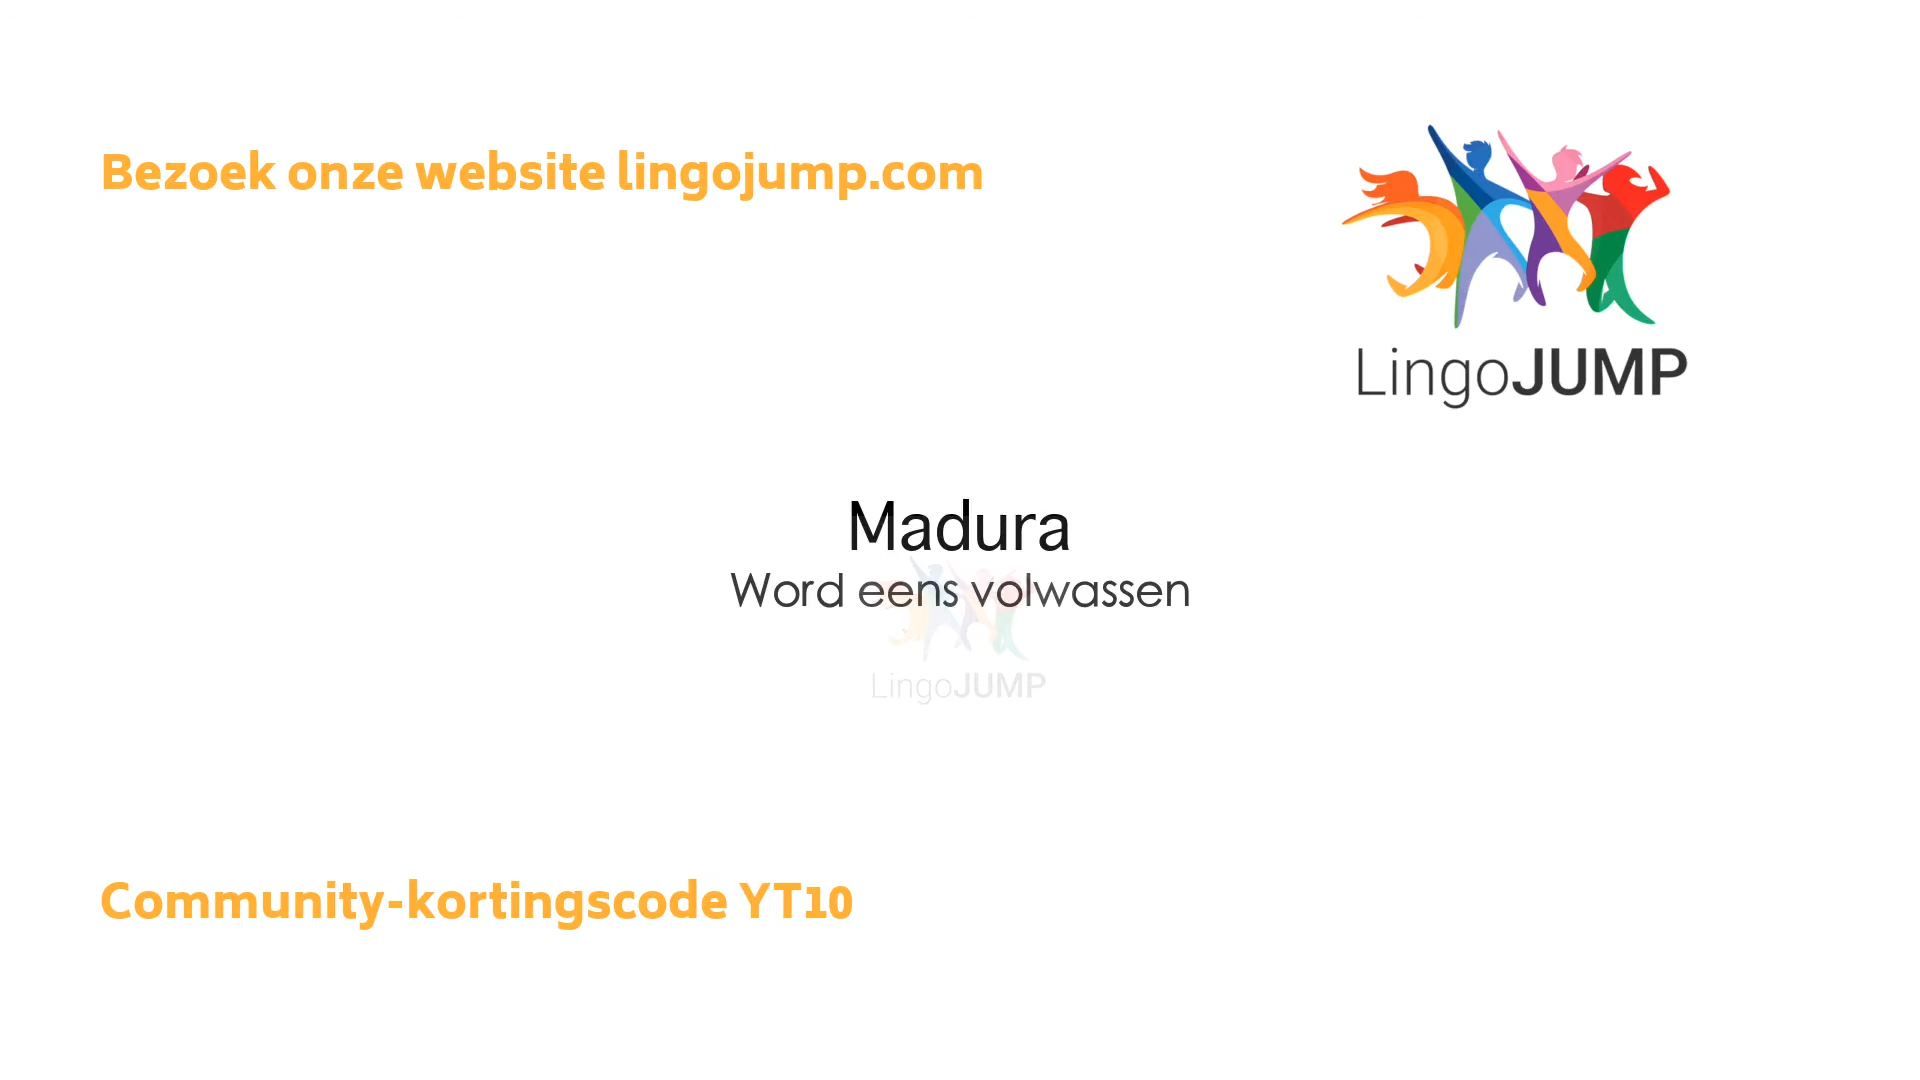 Bezoek onze website lingojump.com
LingoJUMP
Madura
Word eens volwassen
LingoJUMP
Community-kortingscode YT10